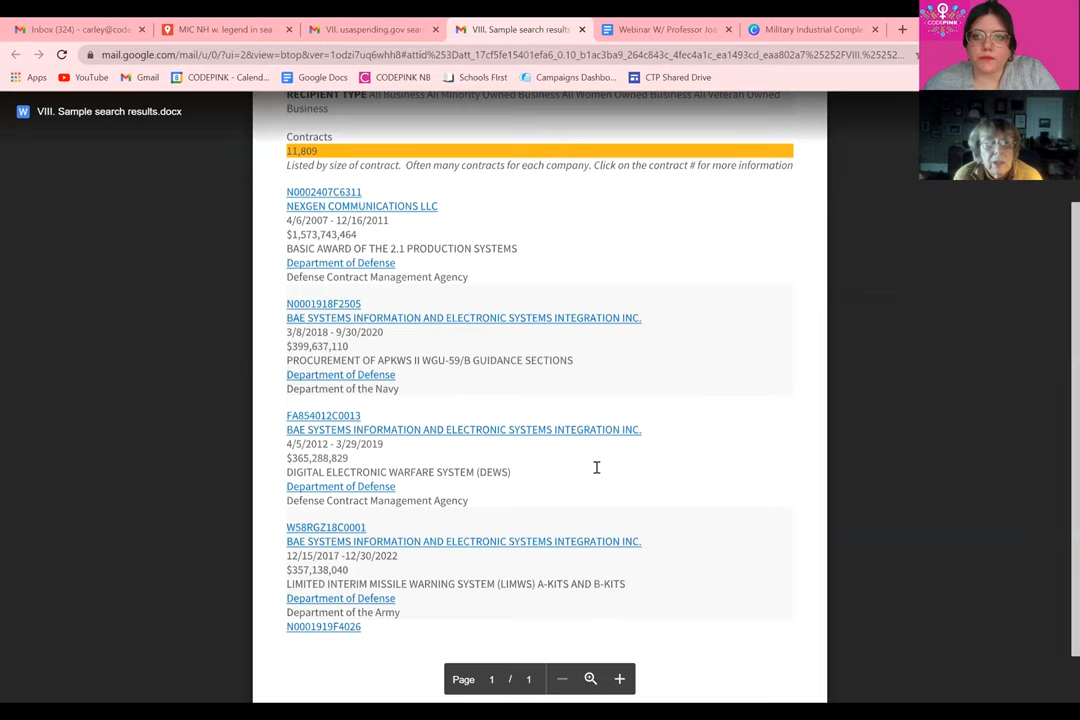 Inbox (324) - carley@code
MIC NH w. legend in sea
VII. usaspending.gov sear
VIII. Sample search results
Webinar W/ Professor Joa
Military Industrial Comple
mail.google.com/mail/u/0/?ui=2&view=btop&ver=1odzi7uq6whh8#attid%253Datt_17cf5fe15401efa6_0.10_b1ac3ba9_264c843c_4fec4a1c_ea1493cd_eaa802a7%25252FVIII.%25252...
Apps
YouTube
Gmail
CODEPINK - Calend...
Google Docs
CODEPINK NB
Schools FIrst
Campaigns Dashbo...
CTP Shared Drive
CODEPINK
W
VIII. Sample search results.docx
RECIPIENT TYPE All Business All Minority Owned Business All Women Owned Business All Veteran Owned
Business
Contracts
11,809
Listed by size of contract. Often many contracts for each company. Click on the contract # for more information
N0002407C6311
NEXGEN COMMUNICATIONS LLC
4/6/2007 - 12/16/2011
$1,573,743,464
BASIC AWARD OF THE 2.1 PRODUCTION SYSTEMS
Department of Defense
Defense Contract Management Agency
N0001918F2505
BAE SYSTEMS INFORMATION AND ELECTRONIC SYSTEMS INTEGRATION INC.
3/8/2018 - 9/30/2020
$399,637,110
PROCUREMENT OF APKWS II WGU-59/B GUIDANCE SECTIONS
Department of Defense
Department of the Navy
FA854012C0013
BAE SYSTEMS INFORMATION AND ELECTRONIC SYSTEMS INTEGRATION INC.
4/5/2012 - 3/29/2019
$365,288,829
DIGITAL ELECTRONIC WARFARE SYSTEM (DEWS)
Department of Defense
Defense Contract Management Agency
W58RGZ18C0001
BAE SYSTEMS INFORMATION AND ELECTRONIC SYSTEMS INTEGRATION INC.
12/15/2017 -12/30/2022
$357,138,040
LIMITED INTERIM MISSILE WARNING SYSTEM (LIMWS) A-KITS AND B-KITS
Department of Defense
Department of the Army
N0001919F4026
Page 1 / 1